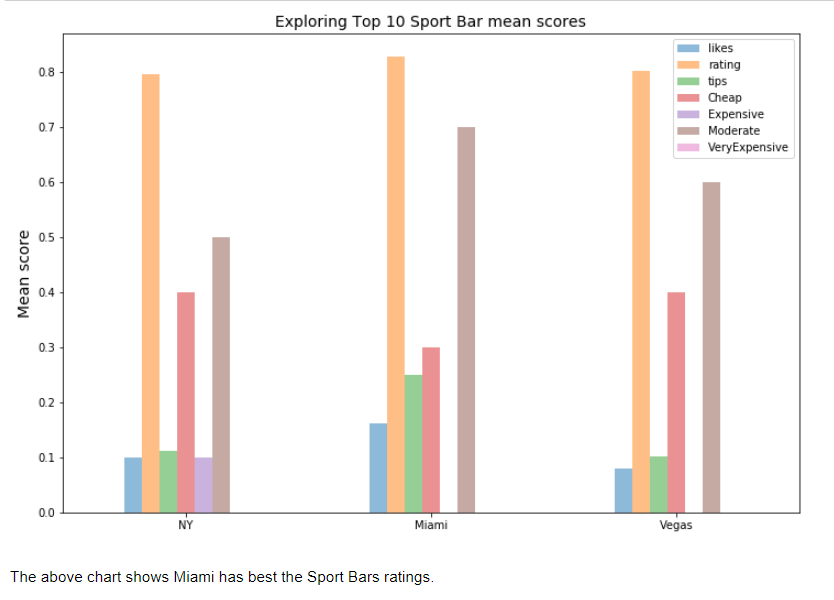 Exploring Top 10 Sport Bar mean scores
likes
rating
tips
Cheap
Expensive
Moderate
VeryExpensive
Mean score
0.8
0.7
0.6
0.5
0.4
0.3
0.2
0.1
0.0
NY Miami Vegas
The above chart shows Miami has best the Sport Bars ratings.